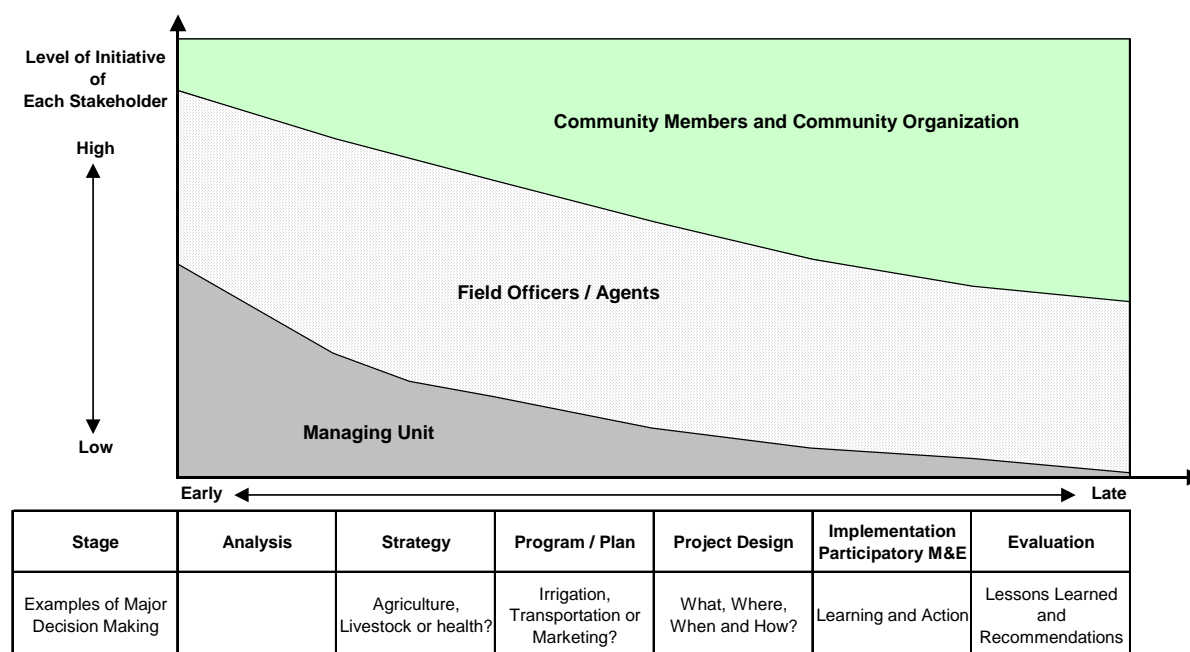 Level of Initiative
of
Each Stakeholder
High
Low
Community Members and Community Organization
Field Officers / Agents
Managing Unit
Early
Late
Stage
Analysis
Strategy
Program / Plan
Project Design
Implementation
Participatory M&E
Evaluation
Examples of Major
Decision Making
Agriculture,
Livestock or health?
Irrigation,
Transportation or
Marketing?
What, Where,
When and How?
Learning and Action
Lessons Learned
and
Recommendations